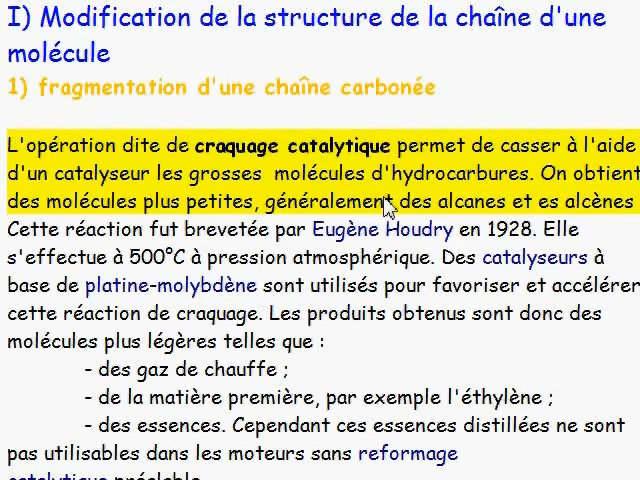 I) Modification de la structure de la chaîne d'une
molécule
1) fragmentation d'une chaîne carbonée
L'opération dite de craquage catalytique permet de casser à l'aide
d'un catalyseur les grosses molécules d'hydrocarbures. On obtient
des molécules plus petites, généralement des alcanes et es alcènes
Cette réaction fut brevetée par Eugène Houdry en 1928. Elle
s'effectue à 500°C à pression atmosphérique. Des catalyseurs à
base de platine-molybdène sont utilisés pour favoriser et accélérer
cette réaction de craquage. Les produits obtenus sont donc des
molécules plus légères telles que :
- des gaz de chauffe ;
- de la matière première, par exemple l'éthylène ;
- des essences. Cependant ces essences distillées ne sont
pas utilisables dans les moteurs sans reformage
catalytique préalable